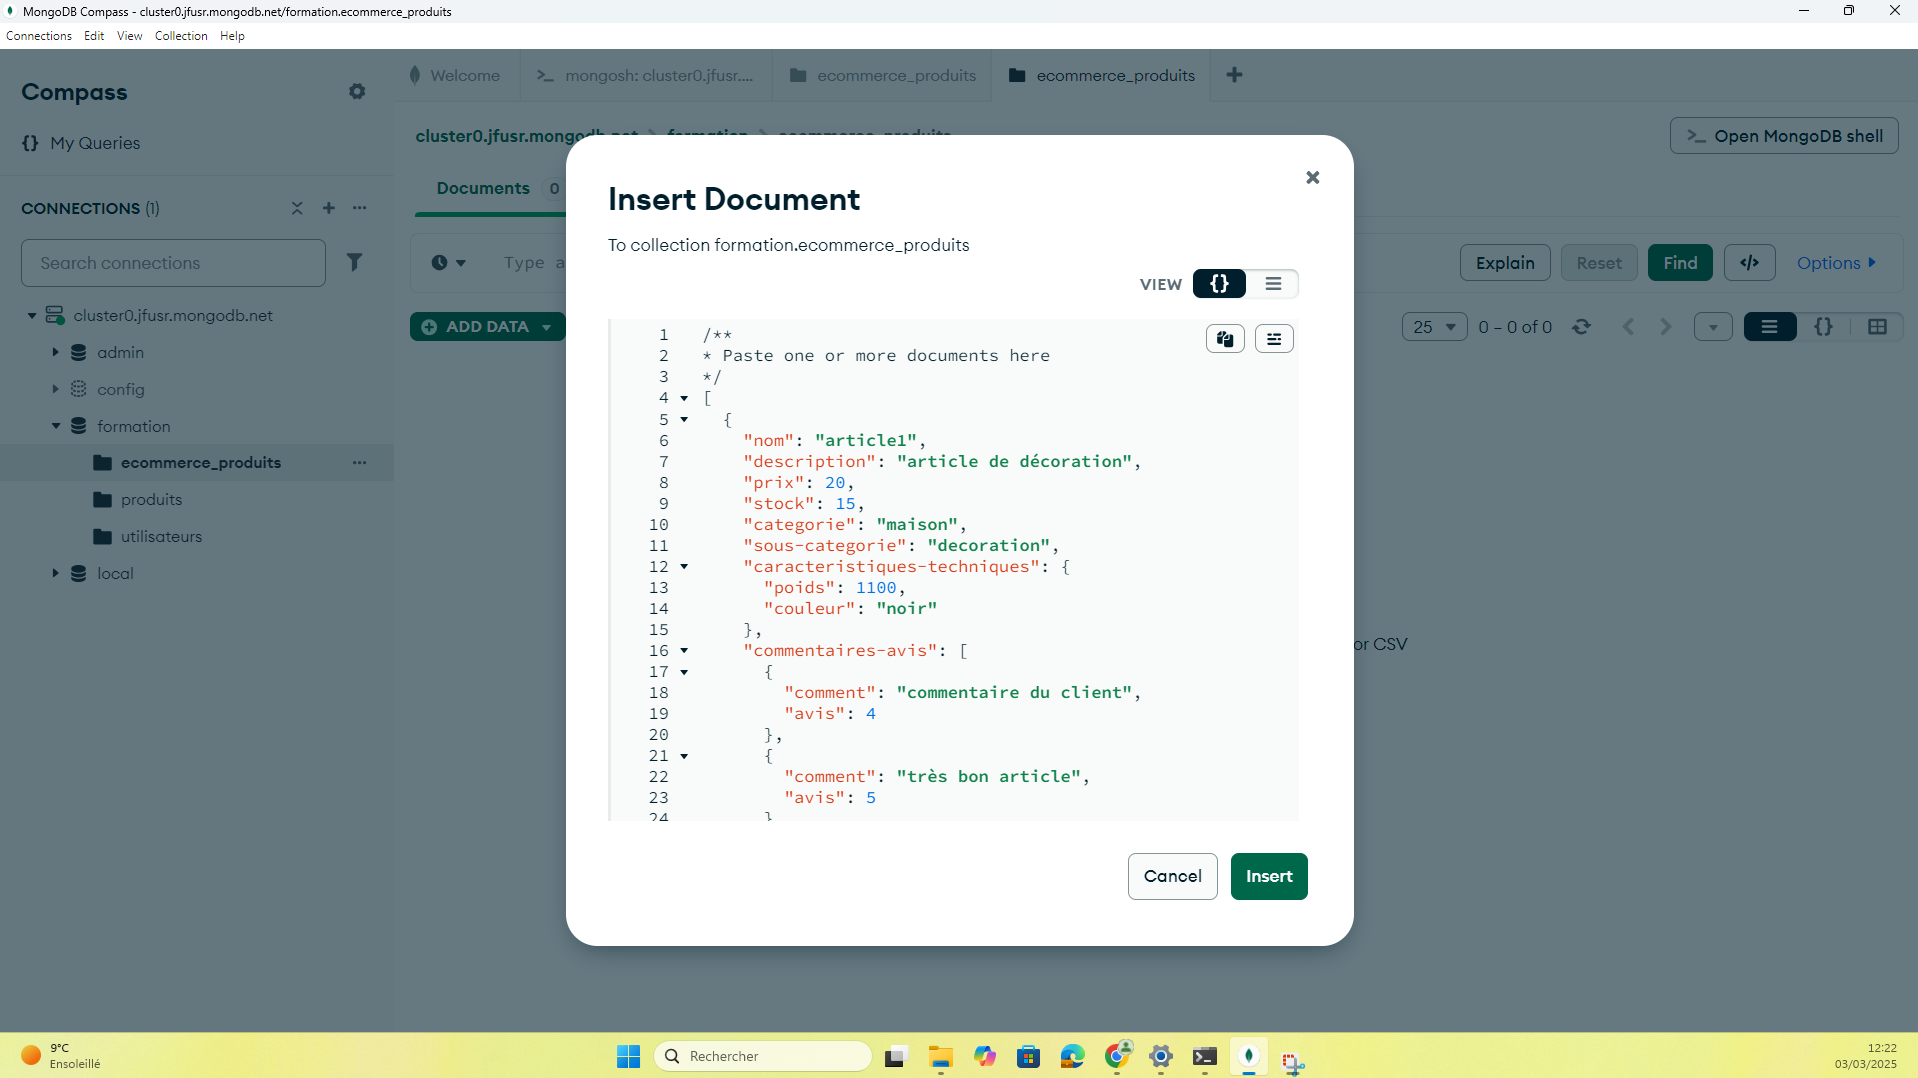 MongoDB Compass - cluster0.jfusr.mongodb.net/formation.ecommerce_produits
Connections Edit View Collection Help
Compass
Welcome
mongosh: cluster0.jfusr....
ecommerce_produits
ecommerce_produits
My Queries
cluster0.jfusr.mongodb.net > formation > ecommerce_produits
>_ Open MongoDB shell
Documents 0
CONNECTIONS (1)
Search connections
Type a
Explain
Reset
Find
</>
Options
ADD DATA
25
0 – 0 of 0
{}
cluster0.jfusr.mongodb.net
admin
config
formation
ecommerce_produits
produits
utilisateurs
local
or CSV
Insert Document
To collection formation.ecommerce_produits
VIEW {}
1 /**
2 * Paste one or more documents here
3 */
4 [
5 {
6 "nom": "article1",
7 "description": "article de décoration",
8 "prix": 20,
9 "stock": 15,
10 "categorie": "maison",
11 "sous-categorie": "decoration",
12 "caracteristiques-techniques": {
13 "poids": 1100,
14 "couleur": "noir"
15 },
16 "commentaires-avis": [
17 {
18 "comment": "commentaire du client",
19 "avis": 4
20 },
21 {
22 "comment": "très bon article",
23 "avis": 5
24 }
Cancel
Insert
9°C
Ensoleillé
Rechercher
12:22
03/03/2025